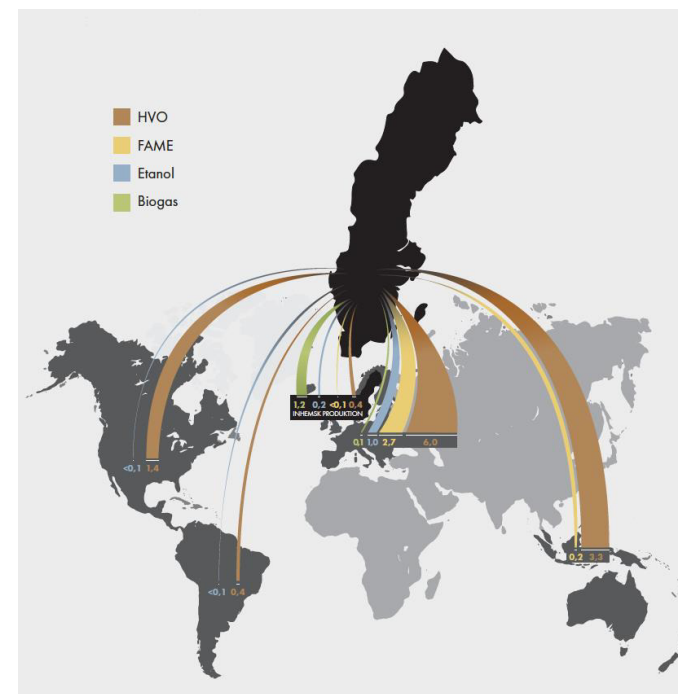 HVO
FAME
Etanol
Biogas
1,2 0,2 <0,1 0,4
INHEMSK PRODUKTION
0,1 1,0 2,7 6,0
<0,1 1,4
0,2 3,3
<0,1 0,4